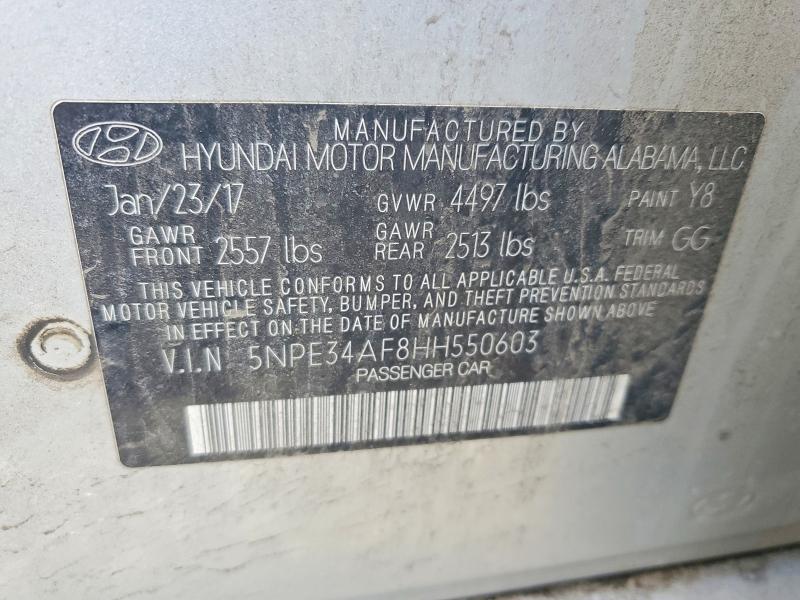 MANUFACTURED BY
HYUNDAI MOTOR MANUFACTURING ALABAMA, LLC
Jan/23/17 GVWR 4497 lbs PAINT Y8
GAWR FRONT 2557 lbs GAWR REAR 2513 lbs TRIM GG
THIS VEHICLE CONFORMS TO ALL APPLICABLE U.S.A. FEDERAL
MOTOR VEHICLE SAFETY, BUMPER, AND THEFT PREVENTION STANDARDS
IN EFFECT ON THE DATE OF MANUFACTURE SHOWN ABOVE
V.I.N 5NPE34AF8HH550603
PASSENGER CAR